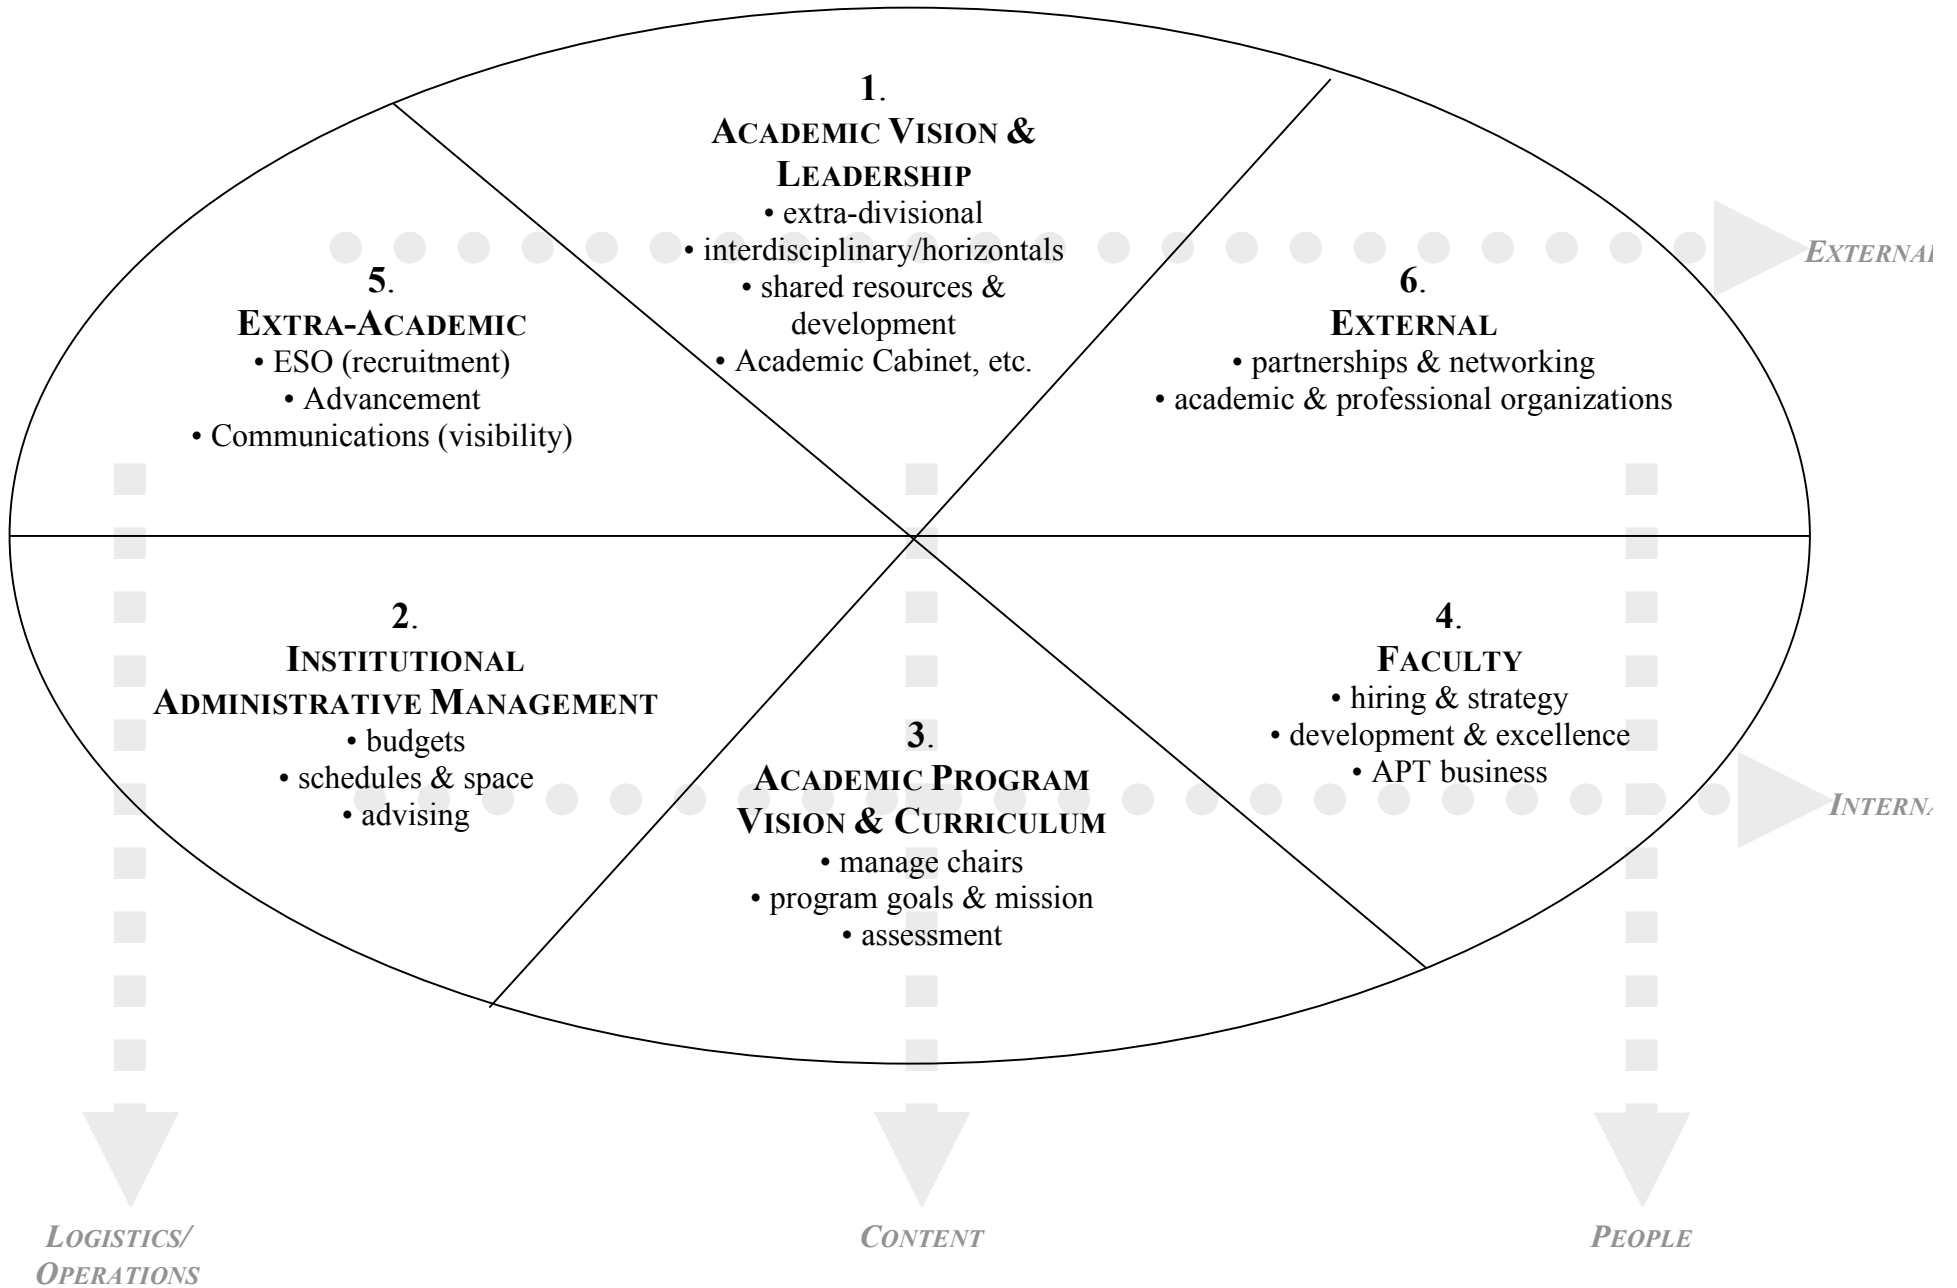 1.
ACADEMIC VISION &
LEADERSHIP
• extra-divisional
• interdisciplinary/horizontals
• shared resources &
development
• Academic Cabinet, etc.
5.
EXTRA-ACADEMIC
• ESO (recruitment)
• Advancement
• Communications (visibility)
6.
EXTERNAL
• partnerships & networking
• academic & professional organizations
EXTERNAL
2.
INSTITUTIONAL
ADMINISTRATIVE MANAGEMENT
• budgets
• schedules & space
• advising
3.
ACADEMIC PROGRAM
VISION & CURRICULUM
• manage chairs
• program goals & mission
• assessment
4.
FACULTY
• hiring & strategy
• development & excellence
• APT business
INTERNA
LOGISTICS/
OPERATIONS
CONTENT
PEOPLE